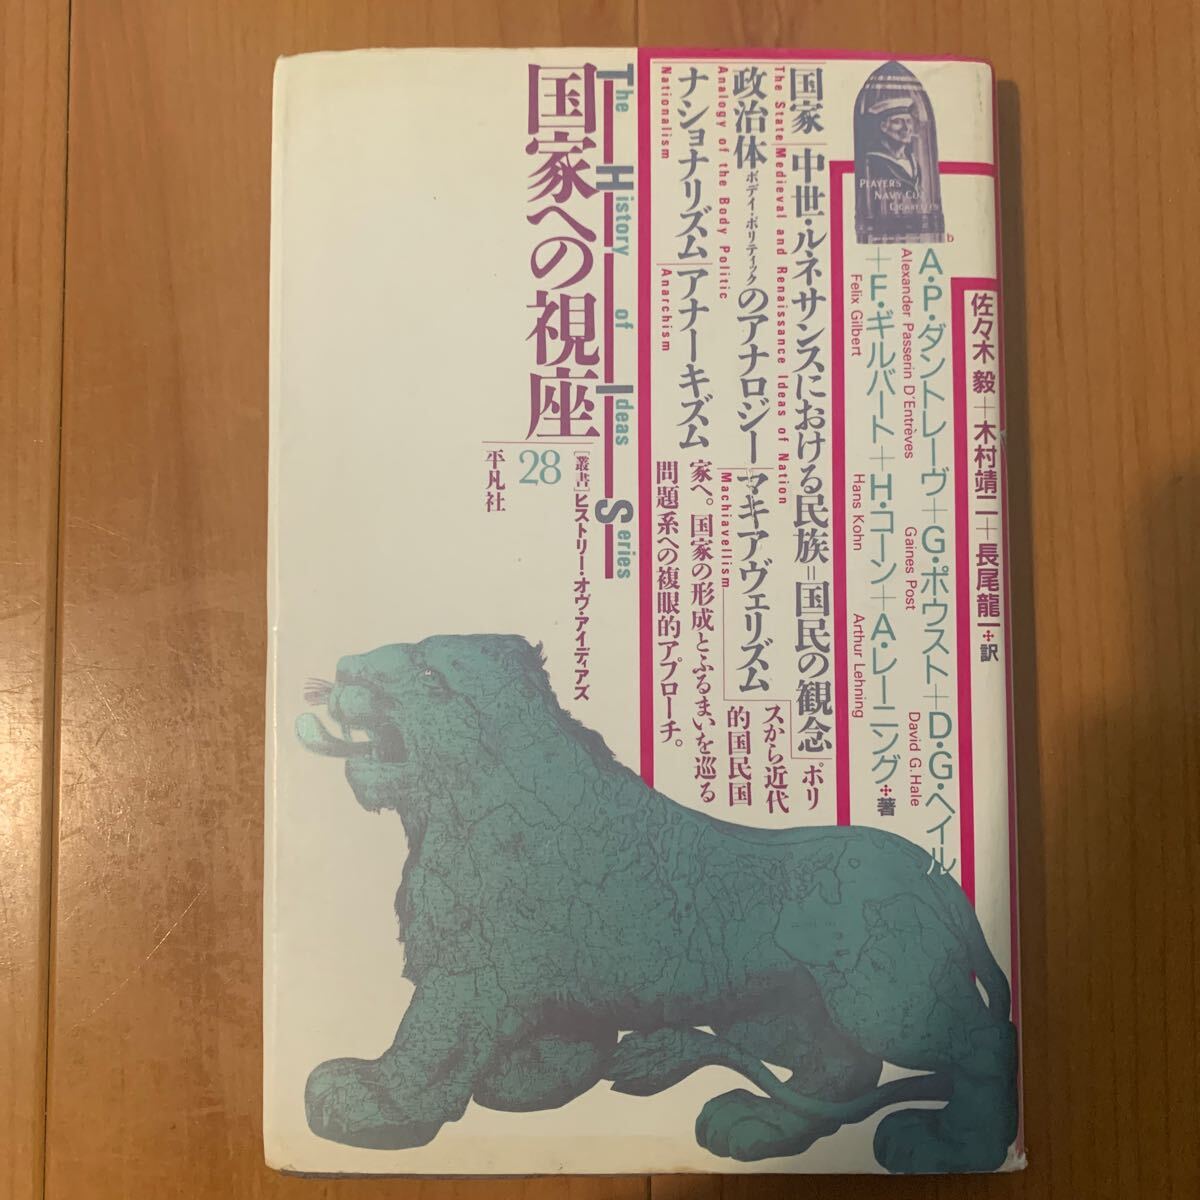 佐々木 毅＋木村靖二＋長尾龍一✢訳
A・P・ダントレーヴ＋G・ポウスト＋D・G・ヘイル
Alexander Passerin D'Entrèves
Gaines Post
David G.Hale
＋F・ギルバート＋H・コーン＋A・レーニング✢著
Felix Gilbert
Hans Kohn
Arthur Lehning
PLAYER'S
NAVY CUT
CIGARETTES
国家｜中世・ルネサンスにおける民族＝国民の観念
The State
Medieval and Renaissance Ideas of Nation
政治体ボディ・ポリティックのアナロジー｜マキアヴェリズム
Analogy of the Body Politic
Machiavellism
ナショナリズム｜アナーキズム
Nationalism
Anarchism
ポリ
スから近代
的国民国
家へ。国家の形成とふるまいを巡る
問題系への複眼的アプローチ。
The History of Ideas Series
国家への視座
［叢書］ヒストリー・オヴ・アイディアズ
28
平凡社